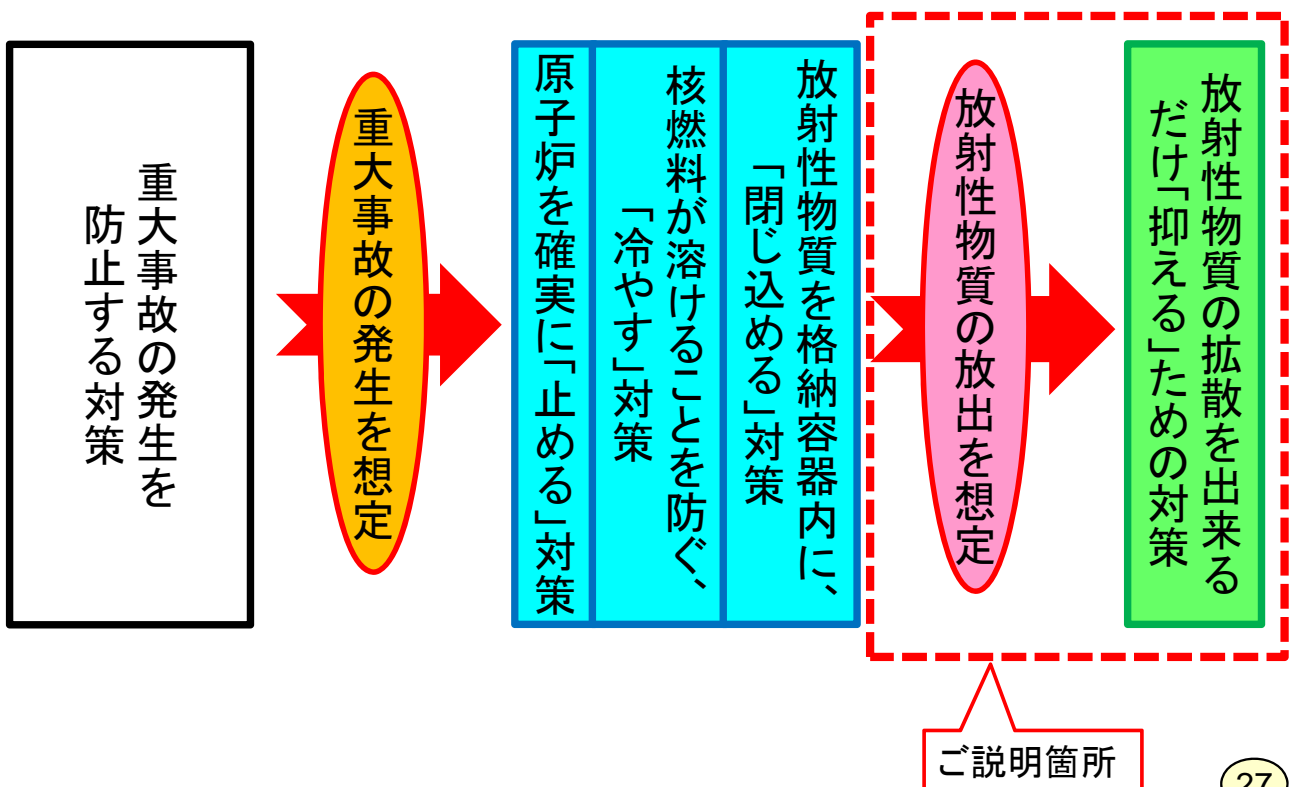 重大事故の発生を
防止する対策
重大事故の発生を想定
原子炉を確実に「止める」対策
核燃料が溶けることを防ぐ、
「冷やす」対策
放射性物質を格納容器内に、
「閉じ込める」対策
放射性物質の放出を想定
放射性物質の拡散を出来る
だけ「抑える」ための対策
ご説明箇所
27